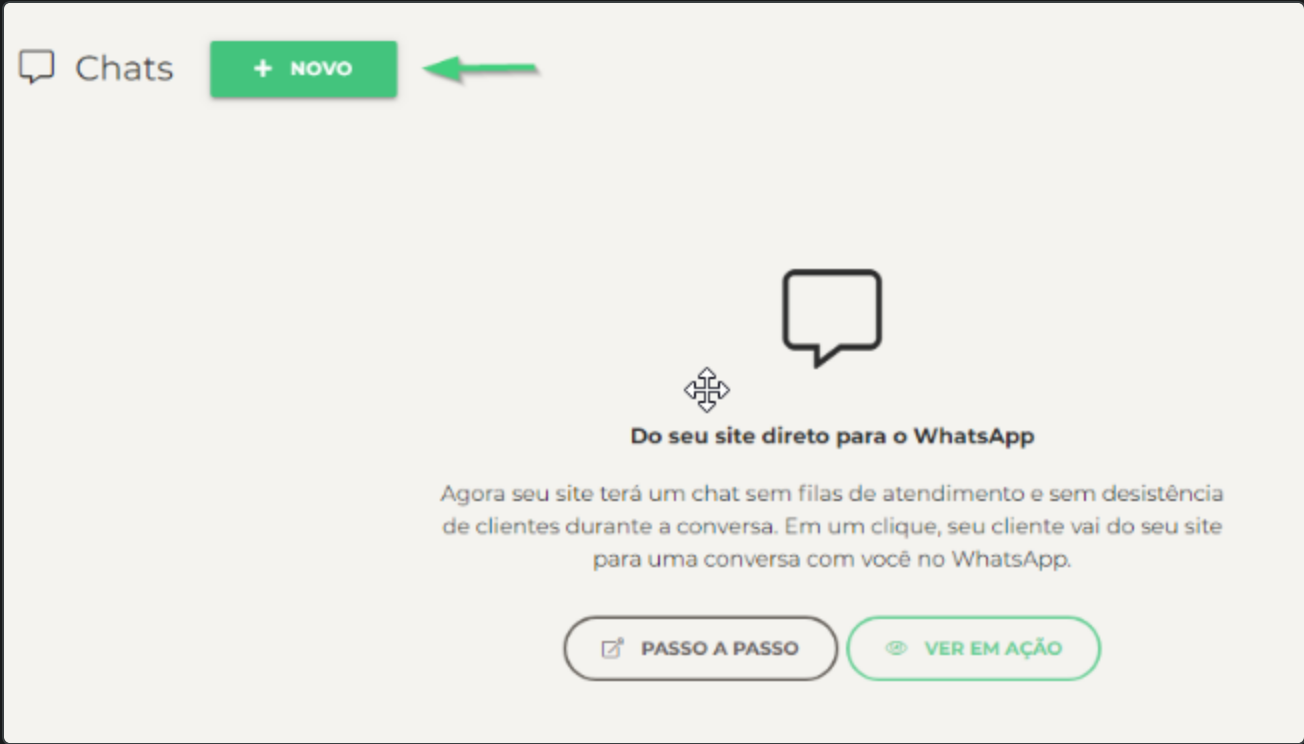 Chats
+ NOVO
Do seu site direto para o WhatsApp
Agora seu site terá um chat sem filas de atendimento e sem desistência
de clientes durante a conversa. Em um clique, seu cliente vai do seu site
para uma conversa com você no WhatsApp.
PASSO A PASSO
VER EM AÇÃO